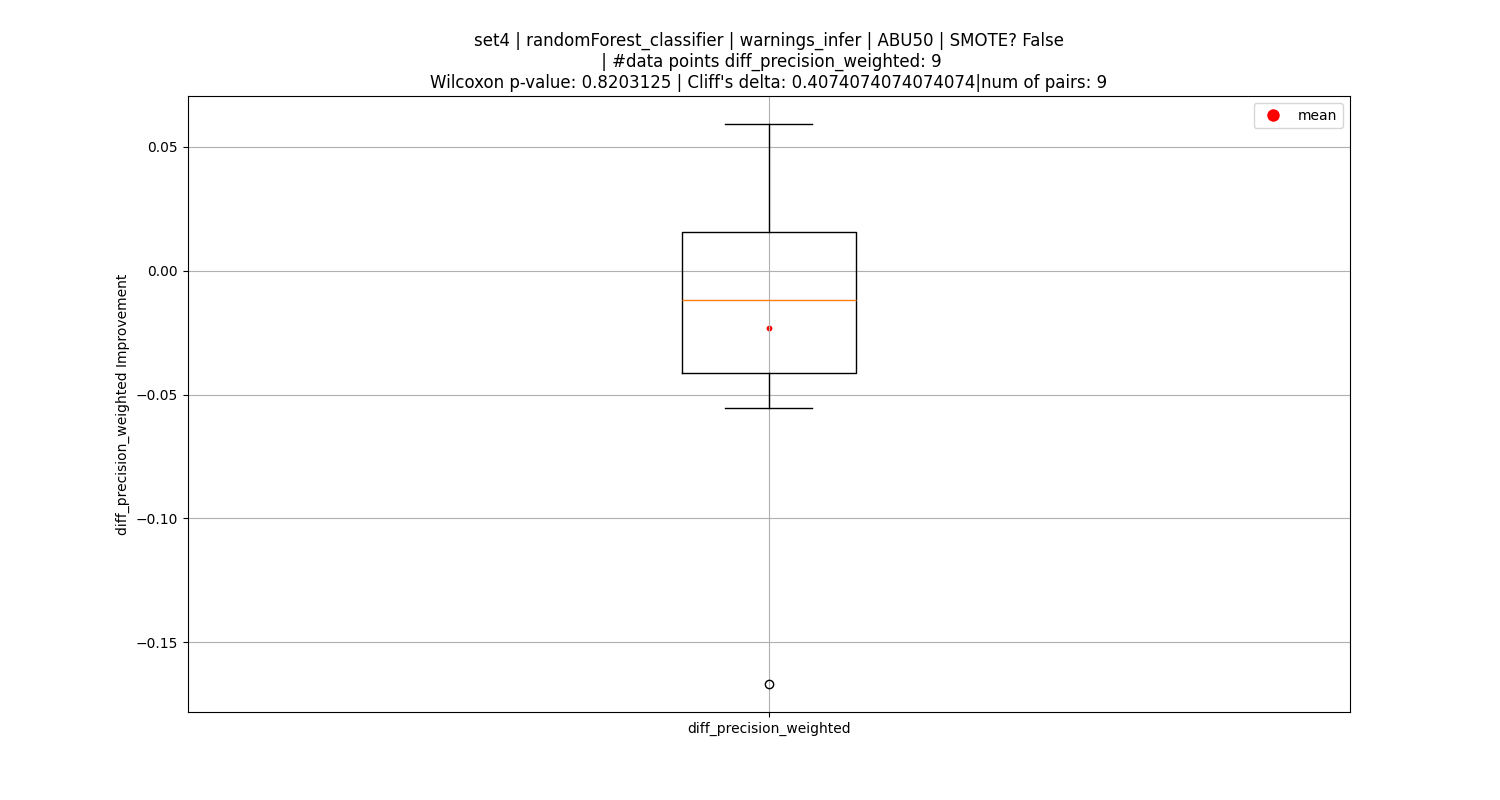 set4 | randomForest_classifier | warnings_infer | ABU50 | SMOTE? False
| #data points diff_precision_weighted: 9
Wilcoxon p-value: 0.8203125 | Cliff's delta: 0.4074074074074074|num of pairs: 9
mean
0.05
0.00
−0.05
−0.10
−0.15
diff_precision_weighted Improvement
diff_precision_weighted